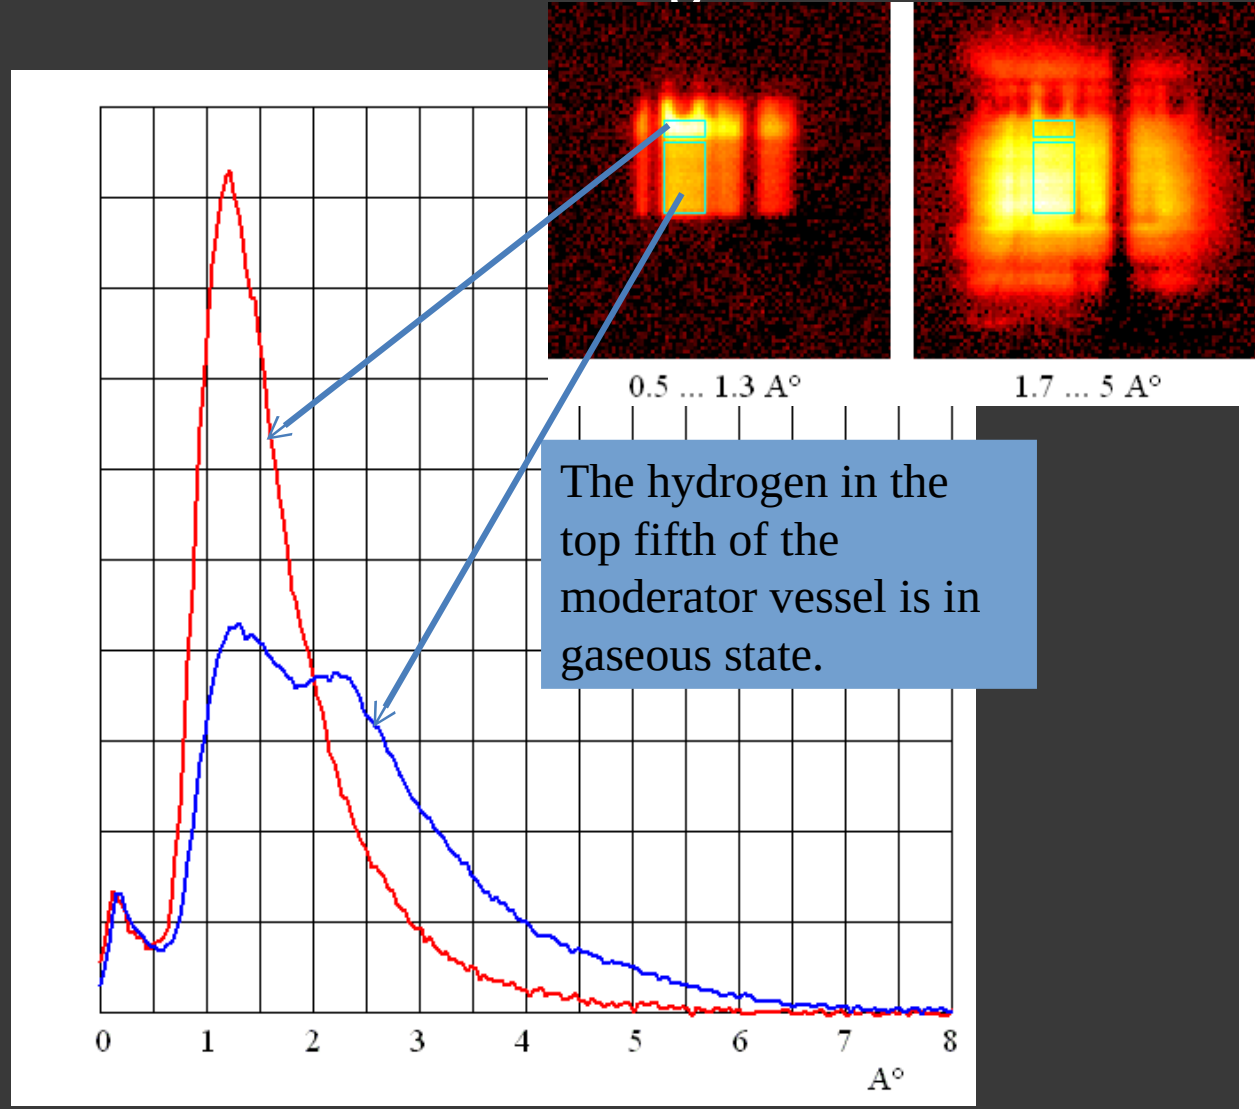 0.5 ... 1.3 A°
1.7 ... 5 A°
The hydrogen in the
top fifth of the
moderator vessel is in
gaseous state.
0 1 2 3 4 5 6 7 8
A°